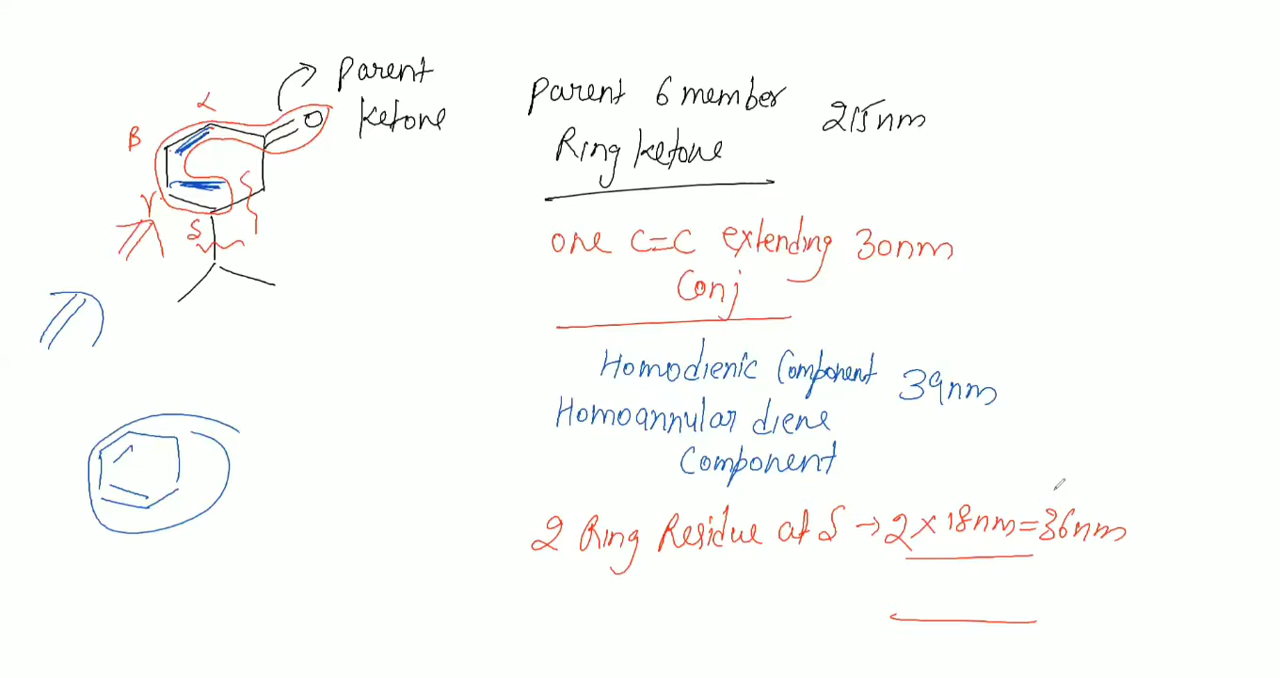 Parent
Ketone
O
α
β
γ
δ
Parent 6 member
Ring ketone
215nm
one C=C extending 30nm
Conj
Homodienic Component 39nm
Homoannular diene
Component
2 Ring Residue at δ → 2 × 18nm = 36nm